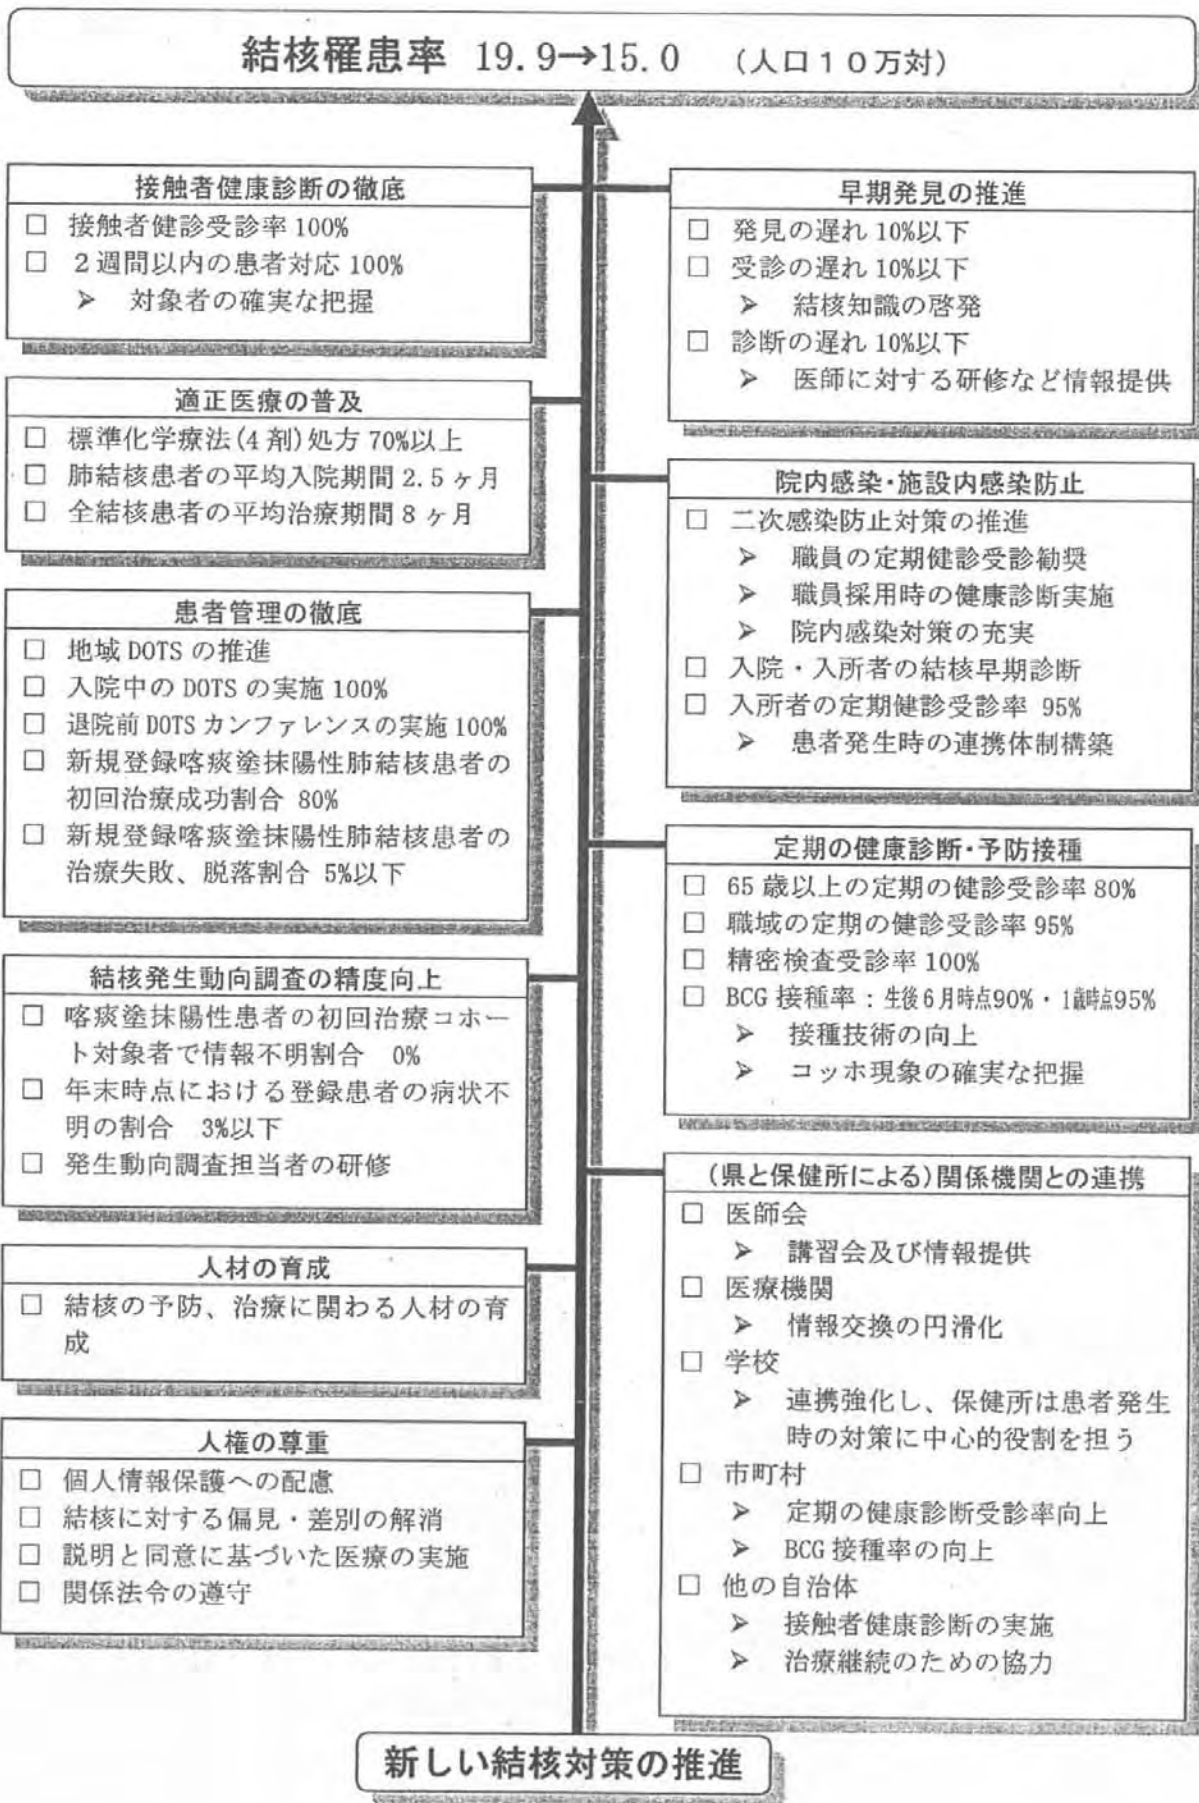 結核罹患率 19.9→15.0 (人口10万対)
接触者健康診断の徹底
□ 接触者健診受診率 100%
□ 2週間以内の患者対応 100%
➢ 対象者の確実な把握
適正医療の普及
□ 標準化学療法(4剤)処方 70%以上
□ 肺結核患者の平均入院期間 2.5ヶ月
□ 全結核患者の平均治療期間 8ヶ月
患者管理の徹底
□ 地域DOTSの推進
□ 入院中のDOTSの実施 100%
□ 退院前DOTSカンファレンスの実施 100%
□ 新規登録喀痰塗抹陽性肺結核患者の
初回治療成功割合 80%
□ 新規登録喀痰塗抹陽性肺結核患者の
治療失敗、脱落割合 5%以下
結核発生動向調査の精度向上
□ 喀痰塗抹陽性患者の初回治療コホー
ト対象者で情報不明割合 0%
□ 年末時点における登録患者の病状不
明の割合 3%以下
□ 発生動向調査担当者の研修
人材の育成
□ 結核の予防、治療に関わる人材の育
成
人権の尊重
□ 個人情報保護への配慮
□ 結核に対する偏見・差別の解消
□ 説明と同意に基づいた医療の実施
□ 関係法令の遵守
早期発見の推進
□ 発見の遅れ 10%以下
□ 受診の遅れ 10%以下
➢ 結核知識の啓発
□ 診断の遅れ 10%以下
➢ 医師に対する研修など情報提供
院内感染・施設内感染防止
□ 二次感染防止対策の推進
➢ 職員の定期健診受診勧奨
➢ 職員採用時の健康診断実施
➢ 院内感染対策の充実
□ 入院・入所者の結核早期診断
□ 入所者の定期健診受診率 95%
➢ 患者発生時の連携体制構築
定期の健康診断・予防接種
□ 65歳以上の定期の健診受診率 80%
□ 職域の定期の健診受診率 95%
□ 精密検査受診率 100%
□ BCG接種率：生後6月時点90%・1歳時点95%
➢ 接種技術の向上
➢ コッホ現象の確実な把握
(県と保健所による)関係機関との連携
□ 医師会
➢ 講習会及び情報提供
□ 医療機関
➢ 情報交換の円滑化
□ 学校
➢ 連携強化し、保健所は患者発生
時の対策に中心的役割を担う
□ 市町村
➢ 定期の健康診断受診率向上
➢ BCG接種率の向上
□ 他の自治体
➢ 接触者健康診断の実施
➢ 治療継続のための協力
新しい結核対策の推進